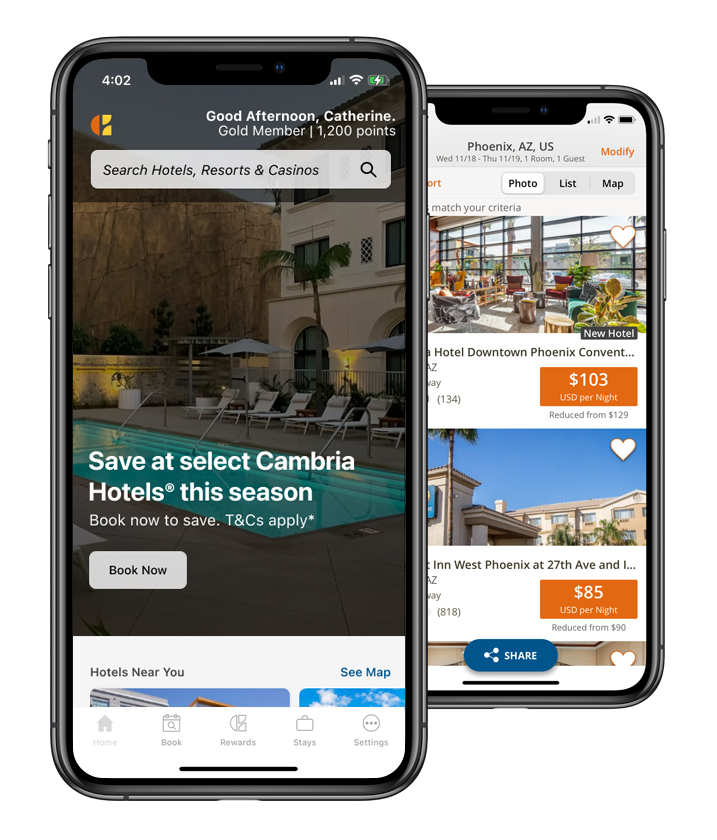 4:02
Good Afternoon, Catherine.
Gold Member | 1,200 points
Search Hotels, Resorts & Casinos
Save at select Cambria
Hotels® this season
Book now to save. T&Cs apply*
Book Now
Hotels Near You
See Map
Home
Book
Rewards
Stays
Settings
Phoenix, AZ, US
Wed 11/18 - Thu 11/19, 1 Room, 1 Guest
Modify
ort
Photo
List
Map
s match your criteria
New Hotel
a Hotel Downtown Phoenix Convent...
AZ
way
(134)
$103
USD per Night
Reduced from $129
t Inn West Phoenix at 27th Ave and I...
AZ
way
(818)
$85
USD per Night
Reduced from $90
SHARE